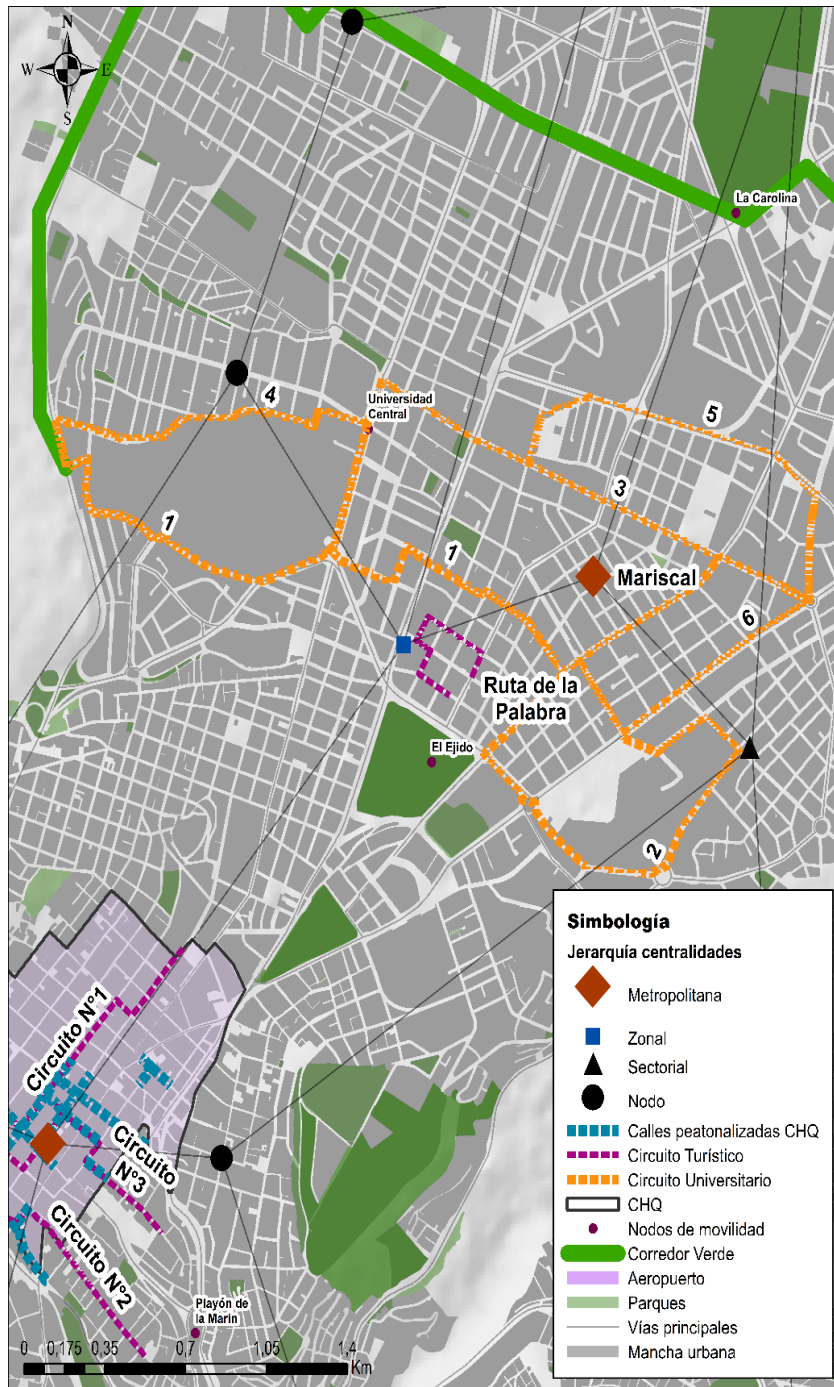 N
W E
S
La Carolina
Universidad
Central
4
5
3
1
1
Mariscal
6
Ruta de la
Palabra
El Ejido
2
Circuito N°1
Circuito
N°3
Circuito N°2
Playón de
la Marín
0 0,175 0,35 0,7 1,05 1,4
Km
Simbología
Jerarquía centralidades
Metropolitana
Zonal
Sectorial
Nodo
Calles peatonalizadas CHQ
Circuito Turístico
Circuito Universitario
CHQ
Nodos de movilidad
Corredor Verde
Aeropuerto
Parques
Vías principales
Mancha urbana